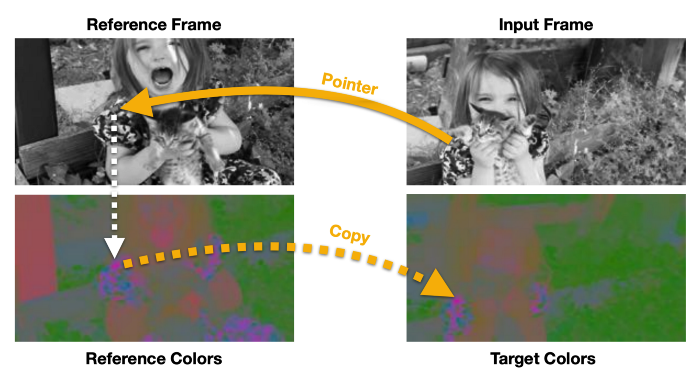 Reference Frame
Input Frame
Pointer
Copy
Reference Colors
Target Colors